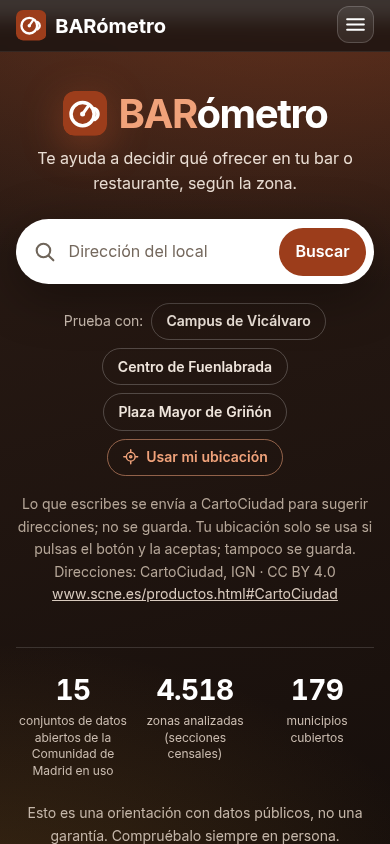 BARómetro
BARómetro
Te ayuda a decidir qué ofrecer en tu bar o
restaurante, según la zona.
Dirección del local
Buscar
Prueba con:
Campus de Vicálvaro
Centro de Fuenlabrada
Plaza Mayor de Griñón
Usar mi ubicación
Lo que escribes se envía a CartoCiudad para sugerir
direcciones; no se guarda. Tu ubicación solo se usa si
pulsas el botón y la aceptas; tampoco se guarda.
Direcciones: CartoCiudad, IGN · CC BY 4.0
www.scne.es/productos.html#CartoCiudad
15
conjuntos de datos
abiertos de la
Comunidad de
Madrid en uso
4.518
zonas analizadas
(secciones
censales)
179
municipios
cubiertos
Esto es una orientación con datos públicos, no una
garantía. Compruébalo siempre en persona.